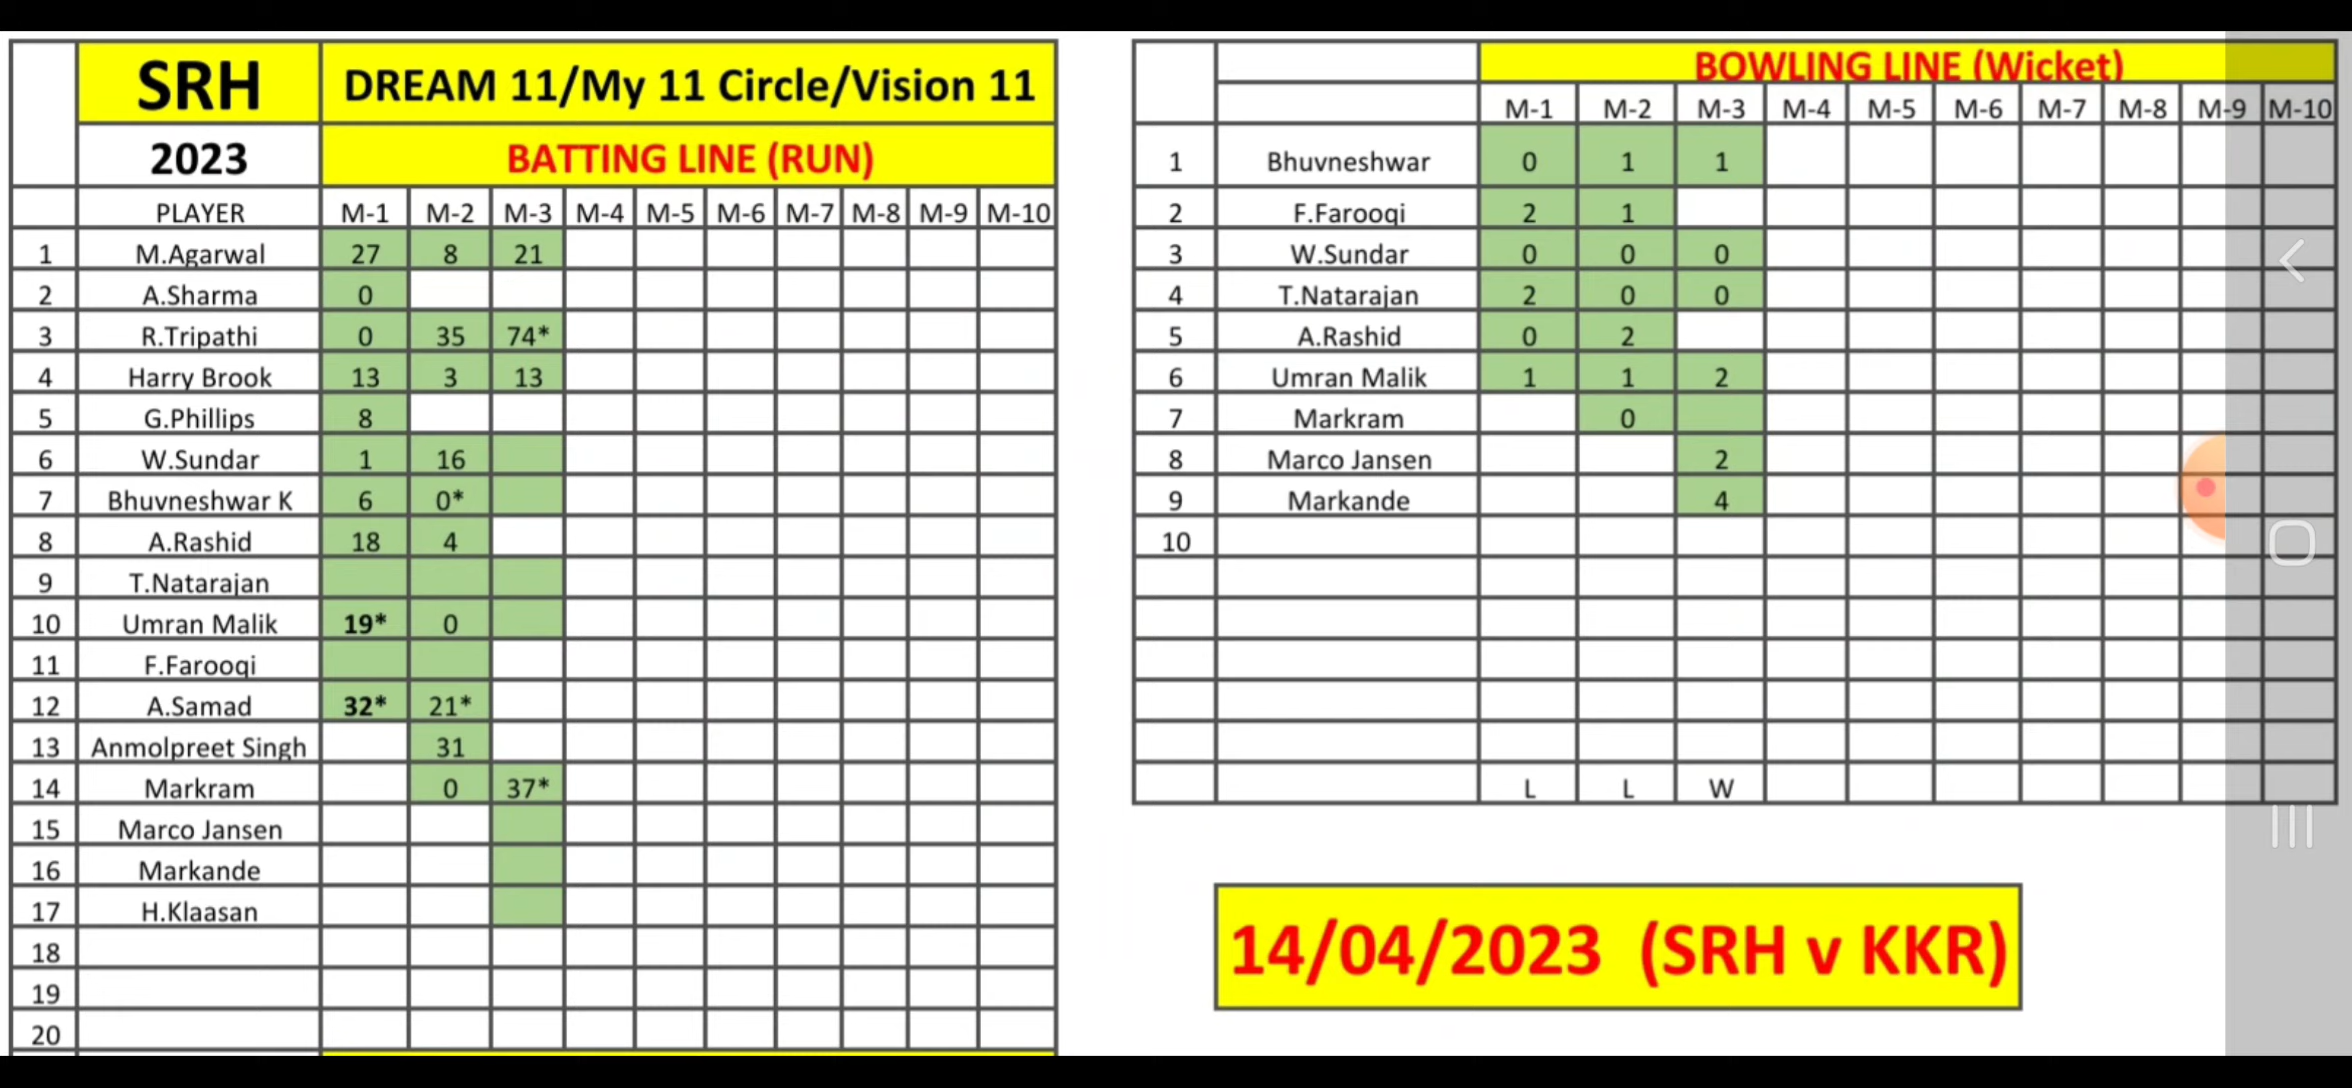 SRH DREAM 11/My 11 Circle/Vision 11
2023 BATTING LINE (RUN)
PLAYER M-1 M-2 M-3 M-4 M-5 M-6 M-7 M-8 M-9 M-10
1 M.Agarwal 27 8 21
2 A.Sharma 0
3 R.Tripathi 0 35 74*
4 Harry Brook 13 3 13
5 G.Phillips 8
6 W.Sundar 1 16
7 Bhuvneshwar K 6 0*
8 A.Rashid 18 4
9 T.Natarajan
10 Umran Malik 19* 0
11 F.Farooqi
12 A.Samad 32* 21*
13 Anmolpreet Singh 31
14 Markram 0 37*
15 Marco Jansen
16 Markande
17 H.Klaasan
18
19
20
BOWLING LINE (Wicket)
M-1 M-2 M-3 M-4 M-5 M-6 M-7 M-8 M-9 M-10
1 Bhuvneshwar 0 1 1
2 F.Farooqi 2 1
3 W.Sundar 0 0 0
4 T.Natarajan 2 0 0
5 A.Rashid 0 2
6 Umran Malik 1 1 2
7 Markram 0
8 Marco Jansen 2
9 Markande 4
10
L L W
14/04/2023 (SRH v KKR)